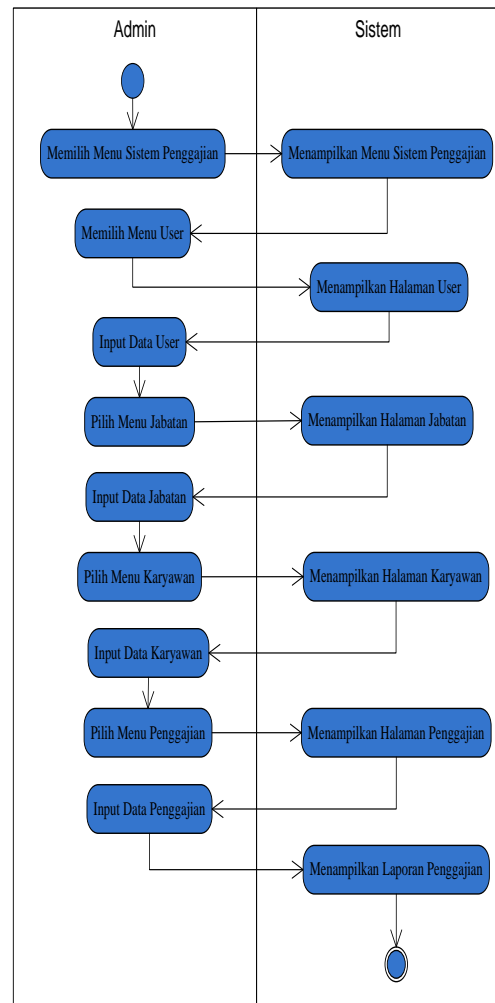 Admin
Sistem
Memilih Menu Sistem Penggajian
Menampilkan Menu Sistem Penggajian
Memilih Menu User
Menampilkan Halaman User
Input Data User
Pilih Menu Jabatan
Menampilkan Halaman Jabatan
Input Data Jabatan
Pilih Menu Karyawan
Menampilkan Halaman Karyawan
Input Data Karyawan
Pilih Menu Penggajian
Menampilkan Halaman Penggajian
Input Data Penggajian
Menampilkan Laporan Penggajian